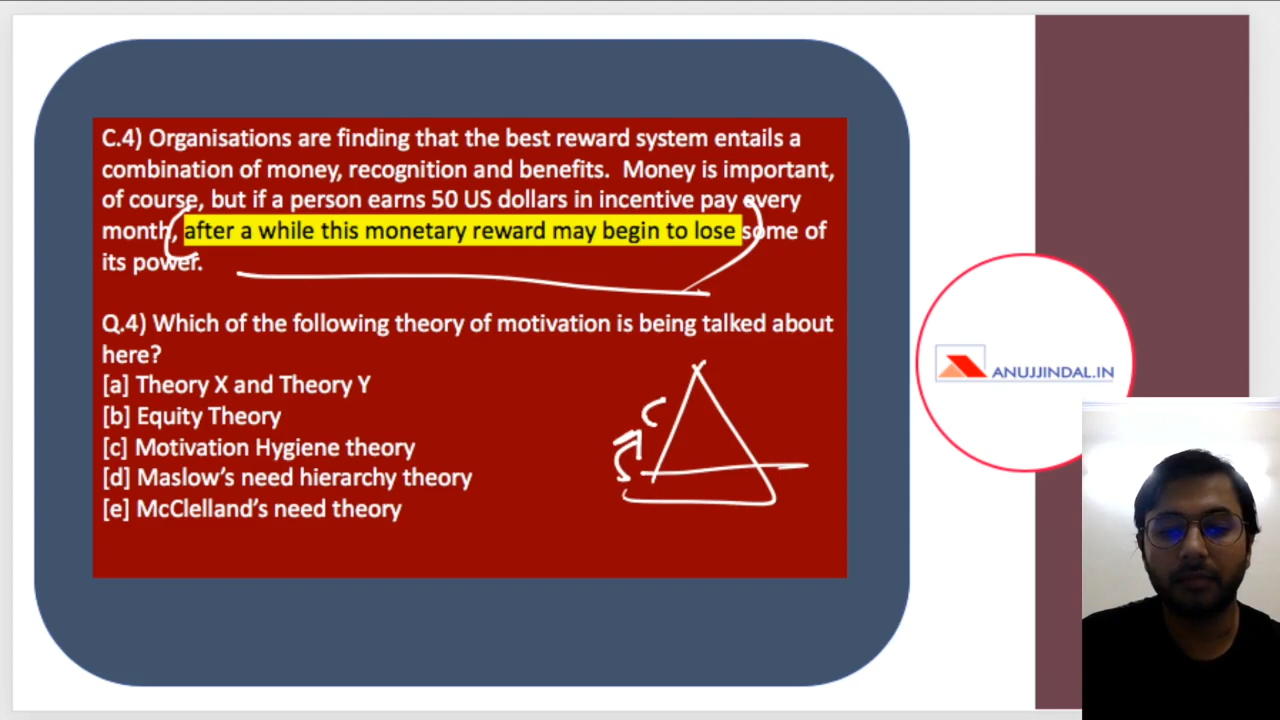 C.4) Organisations are finding that the best reward system entails a
combination of money, recognition and benefits. Money is important,
of course, but if a person earns 50 US dollars in incentive pay every
month, after a while this monetary reward may begin to lose some of
its power.
Q.4) Which of the following theory of motivation is being talked about
here?
[a] Theory X and Theory Y
[b] Equity Theory
[c] Motivation Hygiene theory
[d] Maslow's need hierarchy theory
[e] McClelland's need theory
ANUJJINDAL.IN